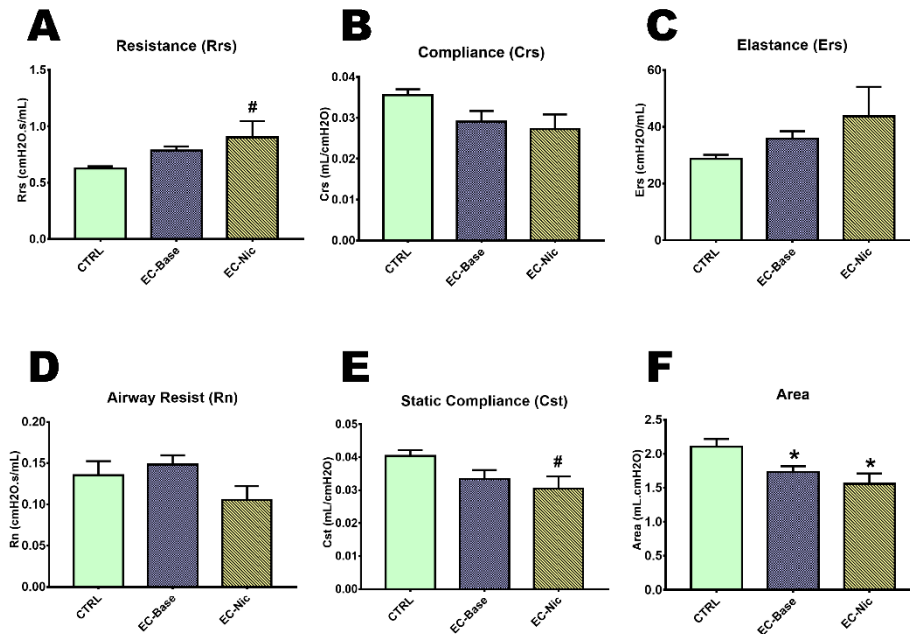 A
Resistance (Rrs)
Rrs (cmH2O.s/mL)
1.5
1.0
0.5
0.0
#
CTRL
EC-Base
EC-Nic
B
Compliance (Crs)
Crs (mL/cmH2O)
0.04
0.03
0.02
0.01
0.00
CTRL
EC-Base
EC-Nic
C
Elastance (Ers)
Ers (cmH2O/mL)
60
40
20
0
CTRL
EC-Base
EC-Nic
D
Airway Resist (Rn)
Rn (cmH2O.s/mL)
0.20
0.15
0.10
0.05
0.00
CTRL
EC-Base
EC-Nic
E
Static Compliance (Cst)
Cst (mL/cmH2O)
0.05
0.04
0.03
0.02
0.01
0.00
#
CTRL
EC-Base
EC-Nic
F
Area
Area (mL.cmH2O)
2.5
2.0
1.5
1.0
0.5
0.0
*
*
CTRL
EC-Base
EC-Nic